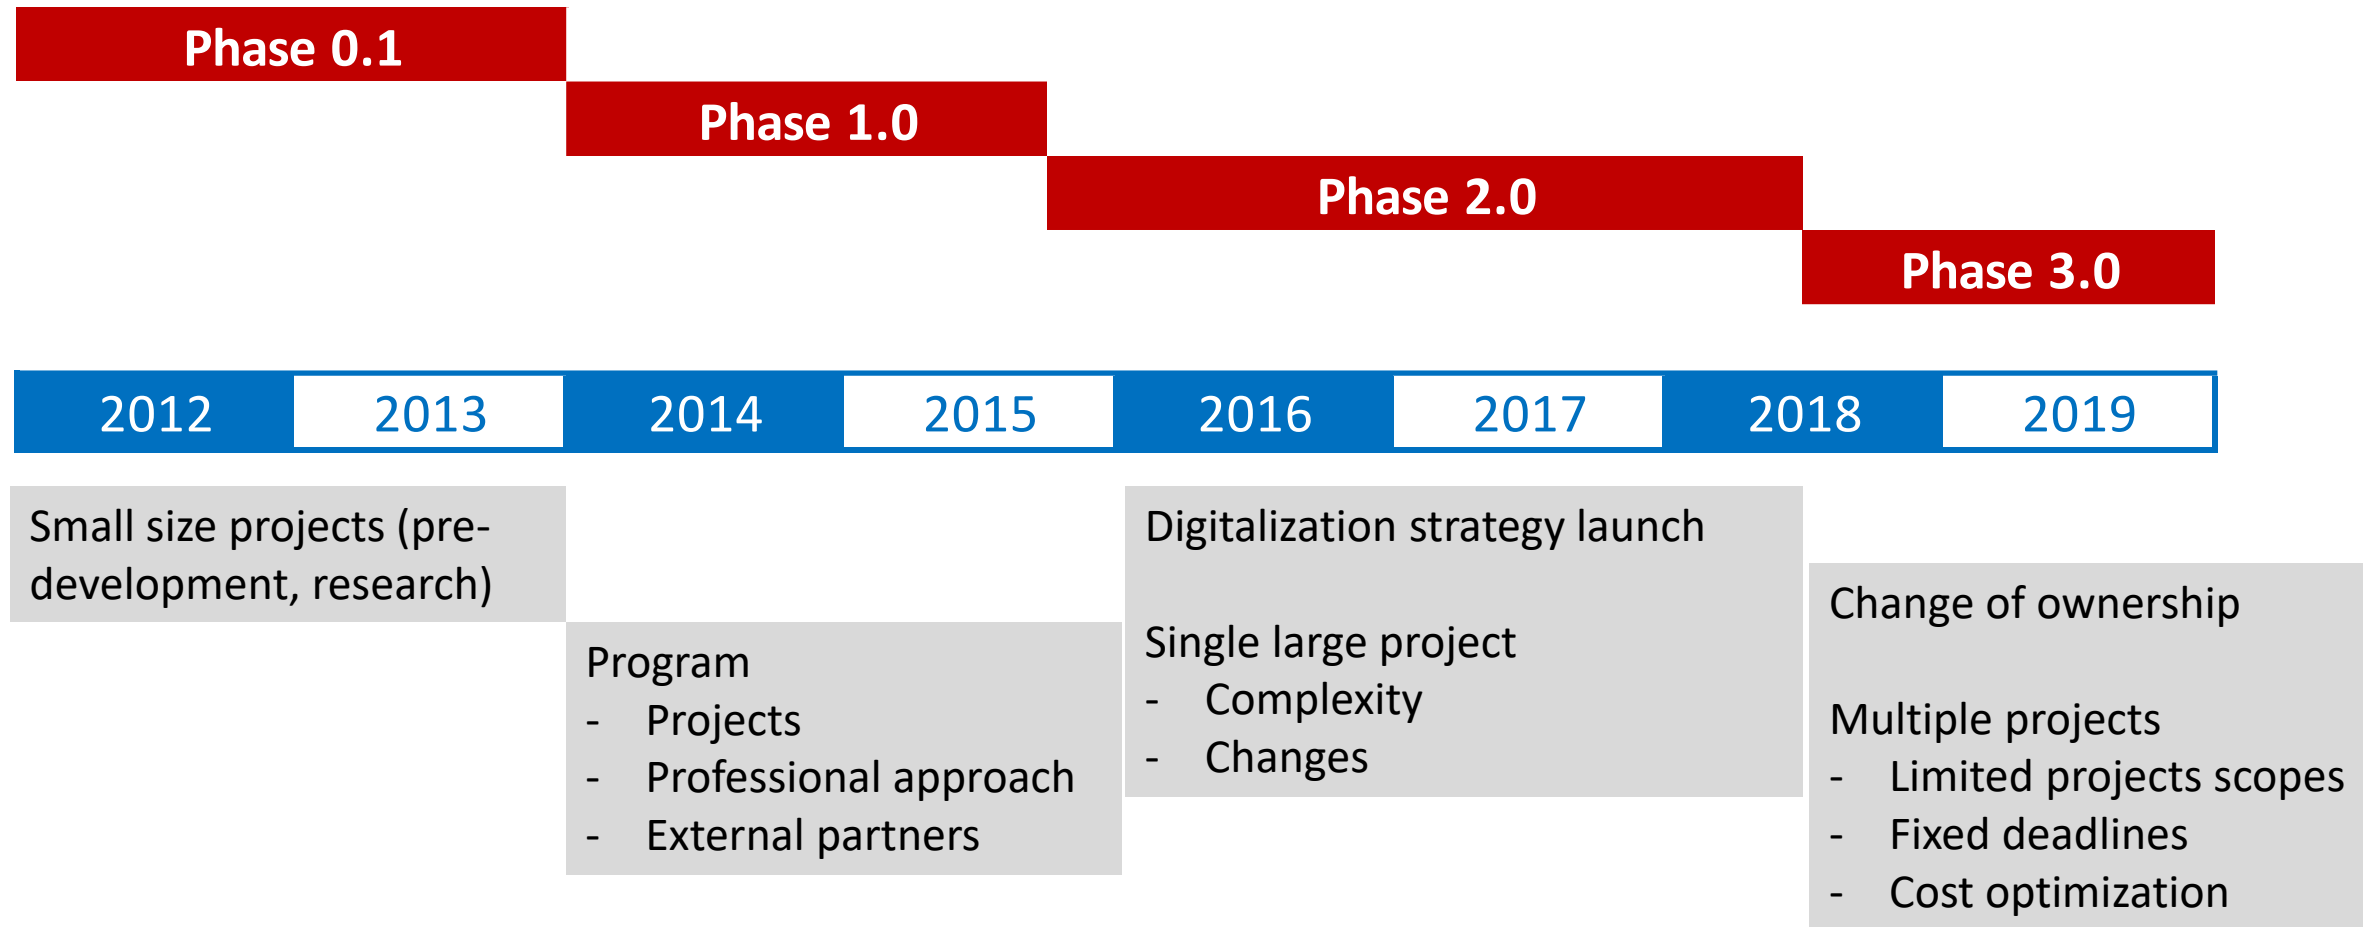 Phase 0.1
Phase 1.0
Phase 2.0
Phase 3.0
2012
2013
2014
2015
2016
2017
2018
2019
Small size projects (pre-
development, research)
Program
- Projects
- Professional approach
- External partners
Digitalization strategy launch
Single large project
- Complexity
- Changes
Change of ownership
Multiple projects
- Limited projects scopes
- Fixed deadlines
- Cost optimization